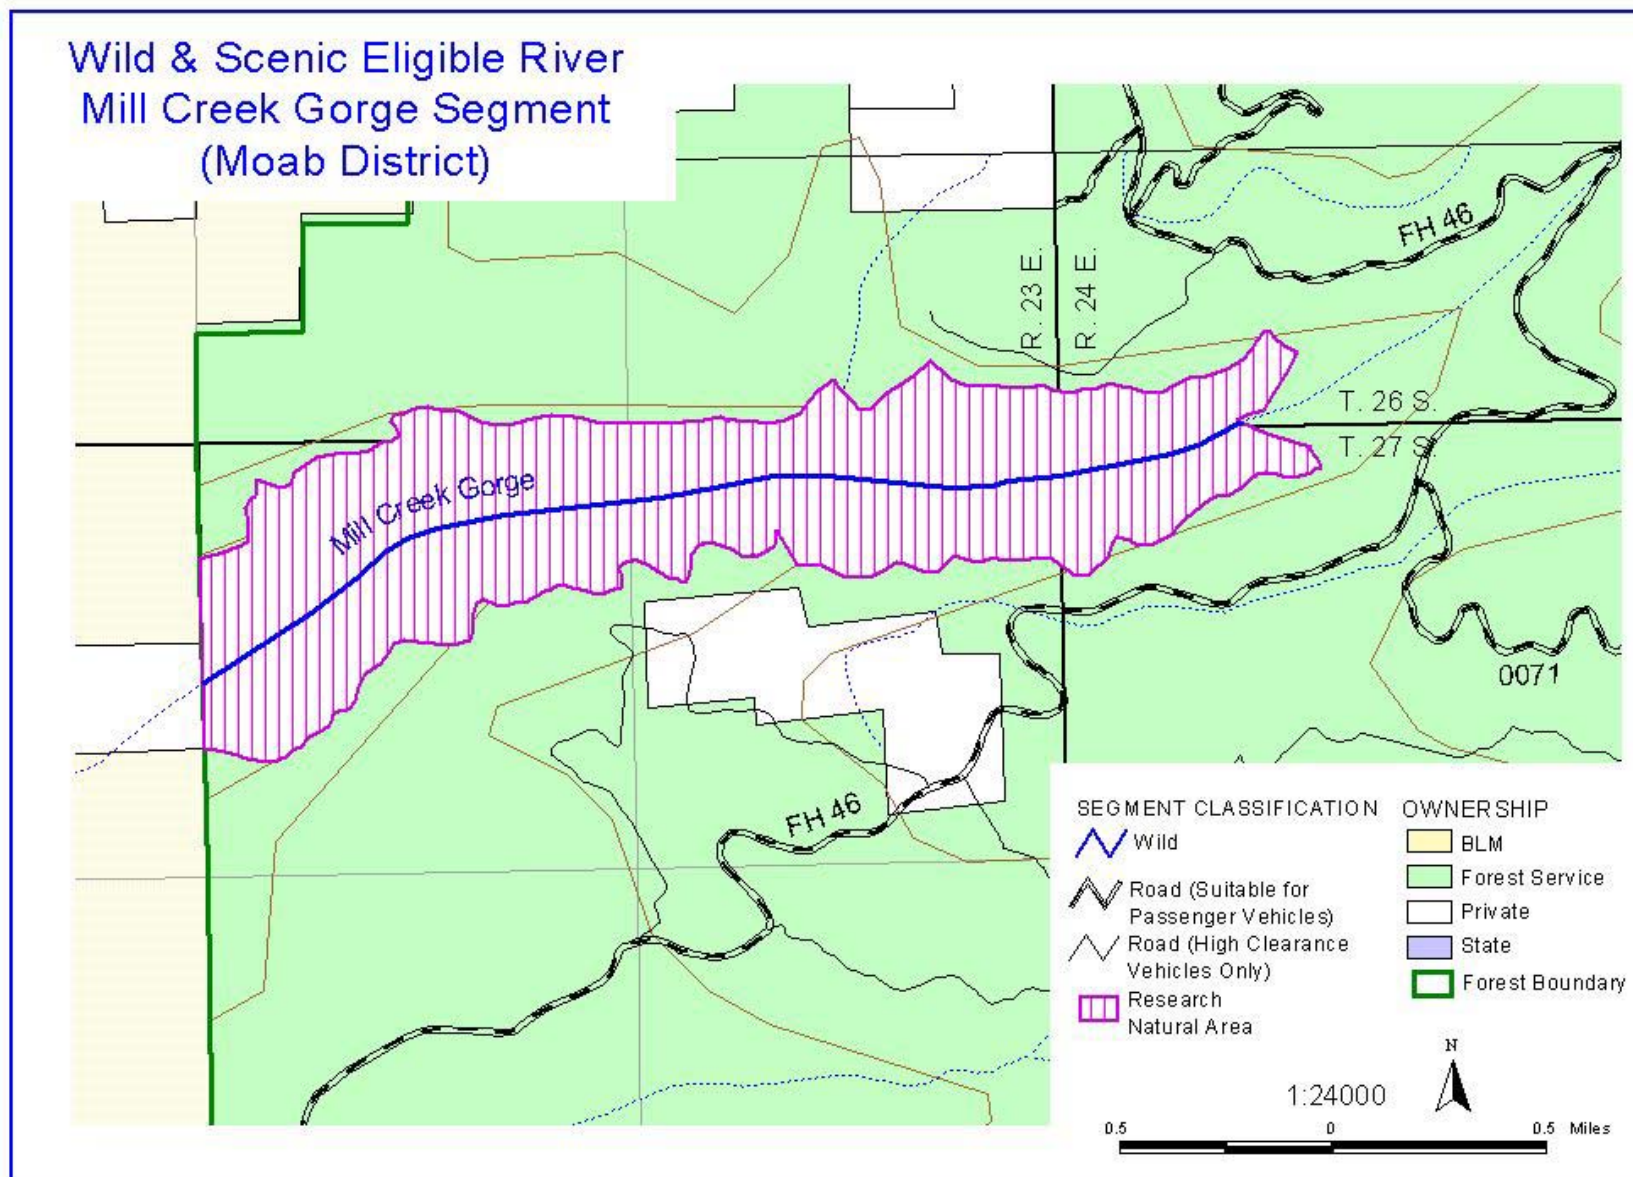 Wild & Scenic Eligible River
Mill Creek Gorge Segment
(Moab District)
FH 46
R. 23 E.
R. 24 E.
T. 26 S.
T. 27 S
Mill Creek Gorge
0071
FH 46
SEGMENT CLASSIFICATION
Wild
Road (Suitable for
Passenger Vehicles)
Road (High Clearance
Vehicles Only)
Research
Natural Area
OWNERSHIP
BLM
Forest Service
Private
State
Forest Boundary
N
1:24000
0.5 0 0.5 Miles